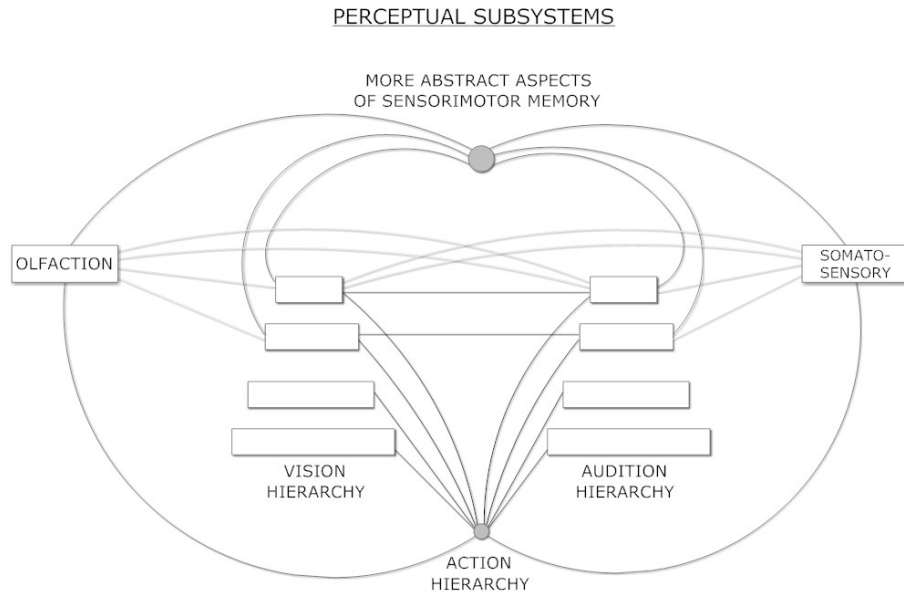 PERCEPTUAL SUBSYSTEMS
MORE ABSTRACT ASPECTS
OF SENSORIMOTOR MEMORY
OLFACTION
SOMATO-
SENSORY
VISION
HIERARCHY
AUDITION
HIERARCHY
ACTION
HIERARCHY